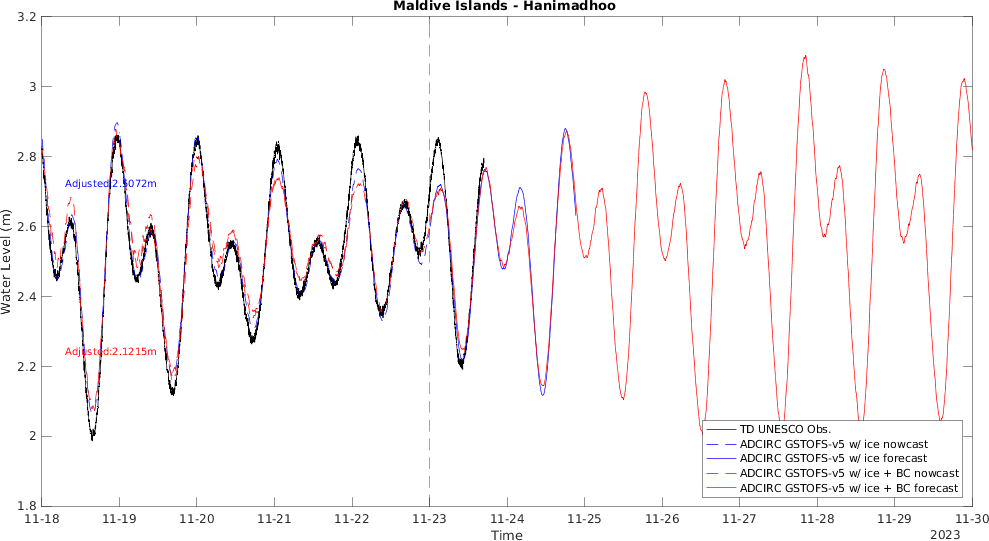 Maldive Islands - Hanimadhoo
3.2
3
2.8
2.6
2.4
2.2
2
1.8
Water Level (m)
Adjusted:2.5072m
Adjusted:2.1215m
TD UNESCO Obs.
ADCIRC GSTOFS-v5 w/ ice nowcast
ADCIRC GSTOFS-v5 w/ ice forecast
ADCIRC GSTOFS-v5 w/ ice + BC nowcast
ADCIRC GSTOFS-v5 w/ ice + BC forecast
11-18 11-19 11-20 11-21 11-22 11-23 11-24 11-25 11-26 11-27 11-28 11-29 11-30
Time
2023